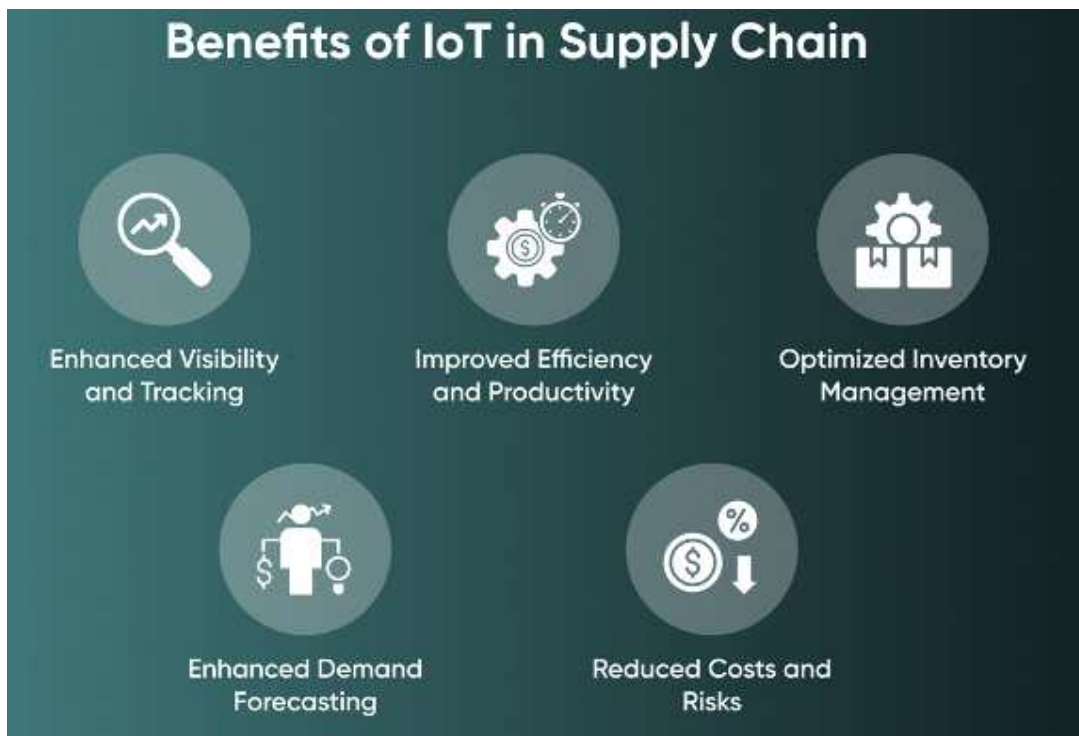 Benefits of IoT in Supply Chain
Enhanced Visibility
and Tracking
Improved Efficiency
and Productivity
Optimized Inventory
Management
Enhanced Demand
Forecasting
Reduced Costs and
Risks